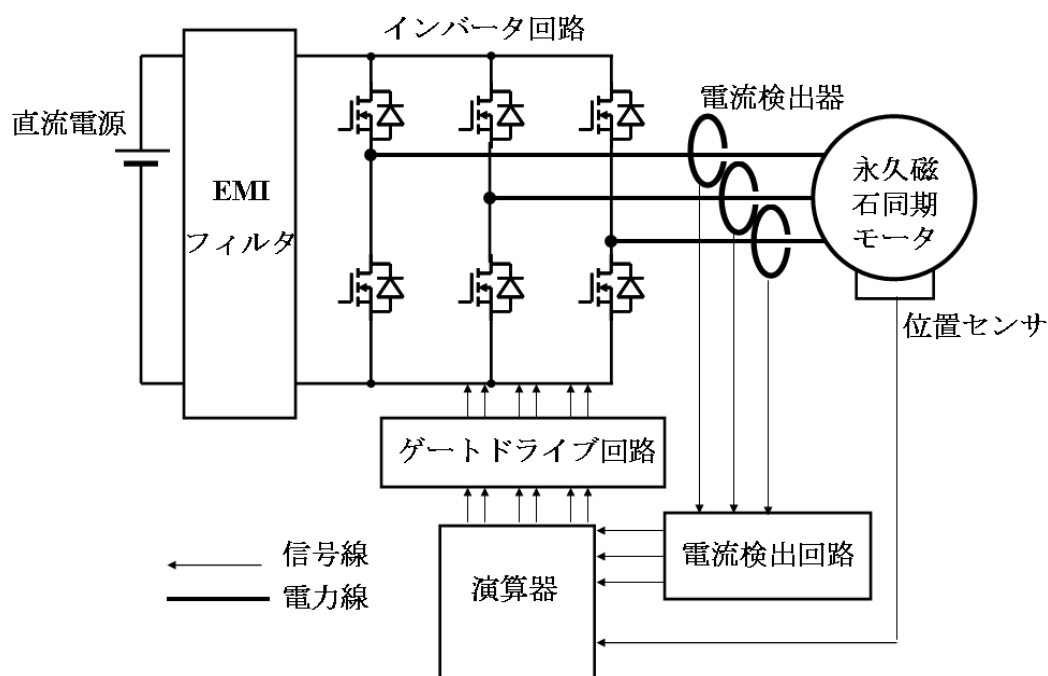 インバータ回路
電流検出器
直流電源
EMI
フィルタ
永久磁
石同期
モータ
位置センサ
ゲートドライブ回路
信号線
電力線
演算器
電流検出回路